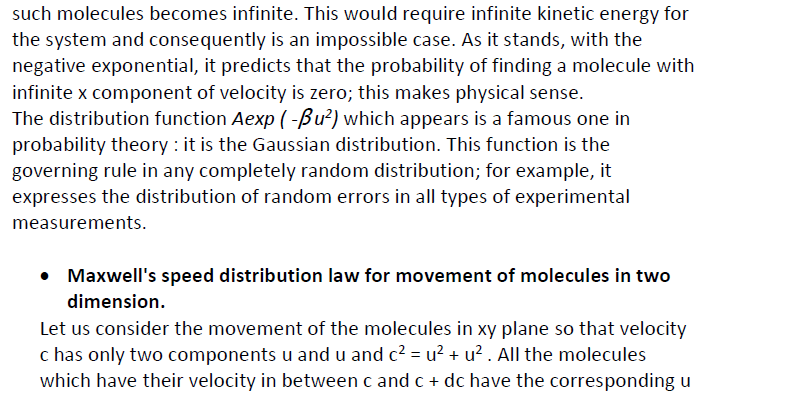 such molecules becomes infinite. This would require infinite kinetic energy for
the system and consequently is an impossible case. As it stands, with the
negative exponential, it predicts that the probability of finding a molecule with
infinite x component of velocity is zero; this makes physical sense.
The distribution function Aexp ( -βu²) which appears is a famous one in
probability theory : it is the Gaussian distribution. This function is the
governing rule in any completely random distribution; for example, it
expresses the distribution of random errors in all types of experimental
measurements.
• Maxwell's speed distribution law for movement of molecules in two
dimension.
Let us consider the movement of the molecules in xy plane so that velocity
c has only two components u and u and c² = u² + u² . All the molecules
which have their velocity in between c and c + dc have the corresponding u